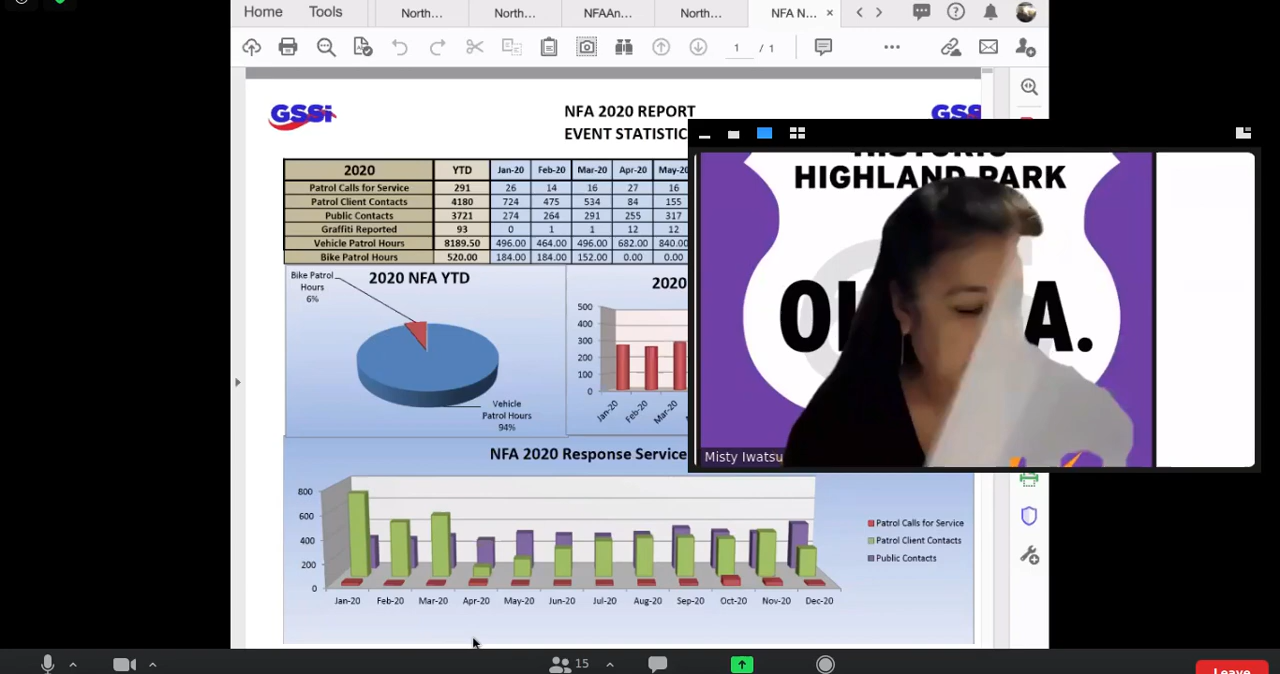 Home Tools North... North... NFAAn... North... NFA N... ×
1 / 1
GSSi NFA 2020 REPORT GSS
EVENT STATISTIC
2020 YTD Jan-20 Feb-20 Mar-20 Apr-20 May-20
Patrol Calls for Service 291 26 14 16 27 16
Patrol Client Contacts 4180 724 475 534 84 155
Public Contacts 3721 274 264 291 255 317
Graffiti Reported 93 0 1 1 12 12
Vehicle Patrol Hours 8189.50 496.00 464.00 496.00 682.00 840.00
Bike Patrol Hours 520.00 184.00 184.00 152.00 0.00 0.00
Bike Patrol
Hours
6%
2020 NFA YTD
Vehicle
Patrol Hours
94%
2020
500
400
300
200
100
0
Jan-20 Feb-20 Mar-20 Apr-20
HIGHLAND PARK
A.
Misty Iwatsu
NFA 2020 Response Service
800
600
400
200
0
Jan-20 Feb-20 Mar-20 Apr-20 May-20 Jun-20 Jul-20 Aug-20 Sep-20 Oct-20 Nov-20 Dec-20
Patrol Calls for Service
Patrol Client Contacts
Public Contacts
15
Leave